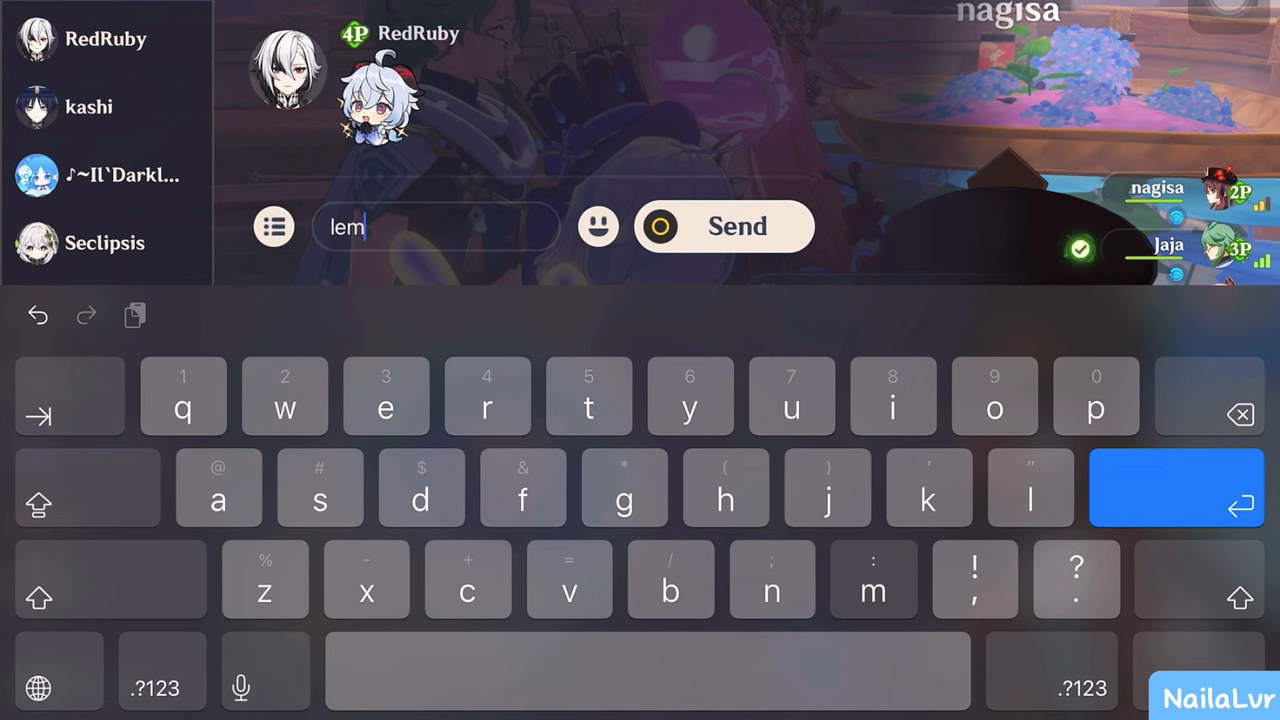 RedRuby
kashi
♪~Il`Darkl...
Seclipsis
4P RedRuby
lem
Send
nagisa
nagisa 2P
Jaja 3P
1 2 3 4 5 6 7 8 9 0
q w e r t y u i o p
@ # $ & * ( ) ' "
a s d f g h j k l
% - + = / ; : ! ?
z x c v b n m , .
.?123 .?123
NailaLvr